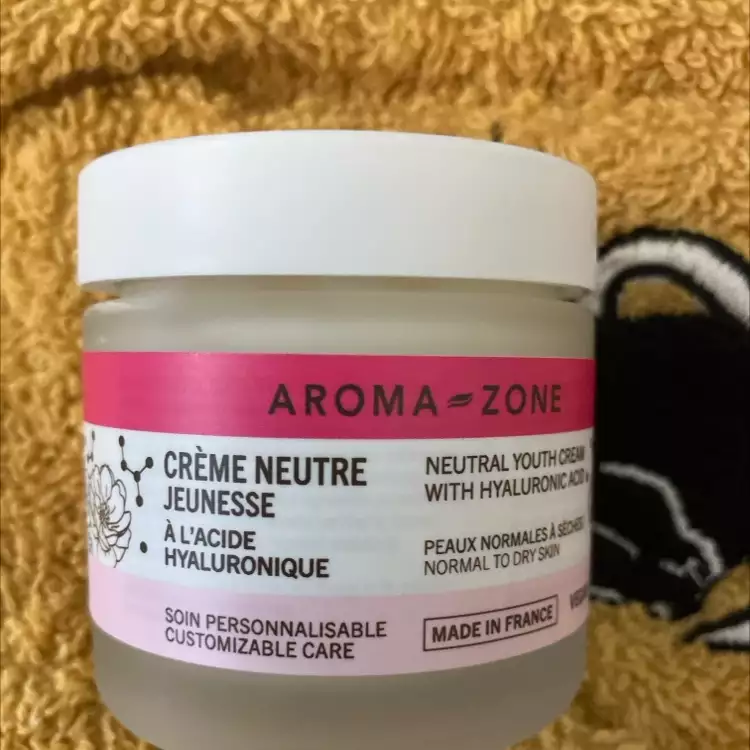 AROMA ZONE
CRÈME NEUTRE
JEUNESSE
À L'ACIDE
HYALURONIQUE
SOIN PERSONNALISABLE
CUSTOMIZABLE CARE
NEUTRAL YOUTH CREAM
WITH HYALURONIC ACID
PEAUX NORMALES À SÈCHES
NORMAL TO DRY SKIN
MADE IN FRANCE